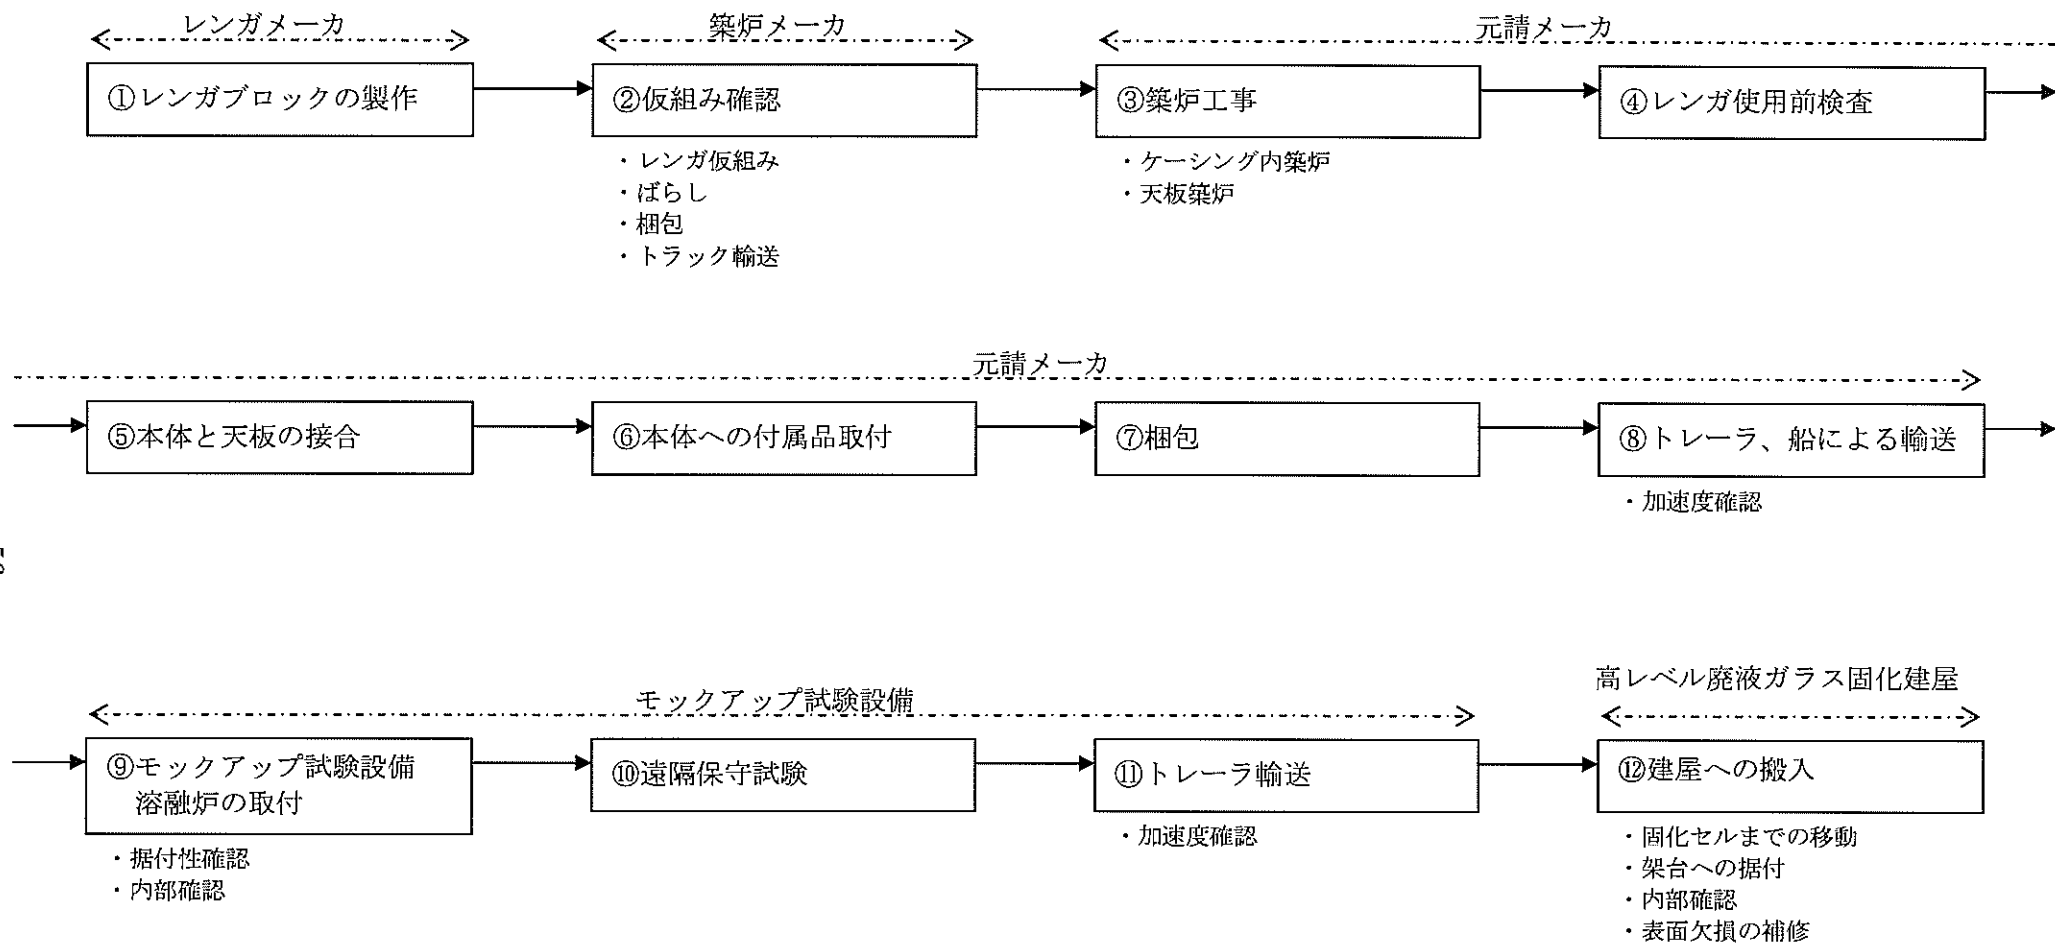 レンガメーカ
築炉メーカ
元請メーカ
①レンガブロックの製作
②仮組み確認
③築炉工事
④レンガ使用前検査
・レンガ仮組み
・ばらし
・梱包
・トラック輸送
・ケーシング内築炉
・天板築炉
元請メーカ
⑤本体と天板の接合
⑥本体への付属品取付
⑦梱包
⑧トレーラ、船による輸送
・加速度確認
モックアップ試験設備
高レベル廃液ガラス固化建屋
⑨モックアップ試験設備
溶融炉の取付
⑩遠隔保守試験
⑪トレーラ輸送
⑫建屋への搬入
・据付性確認
・内部確認
・加速度確認
・固化セルまでの移動
・架台への据付
・内部確認
・表面欠損の補修